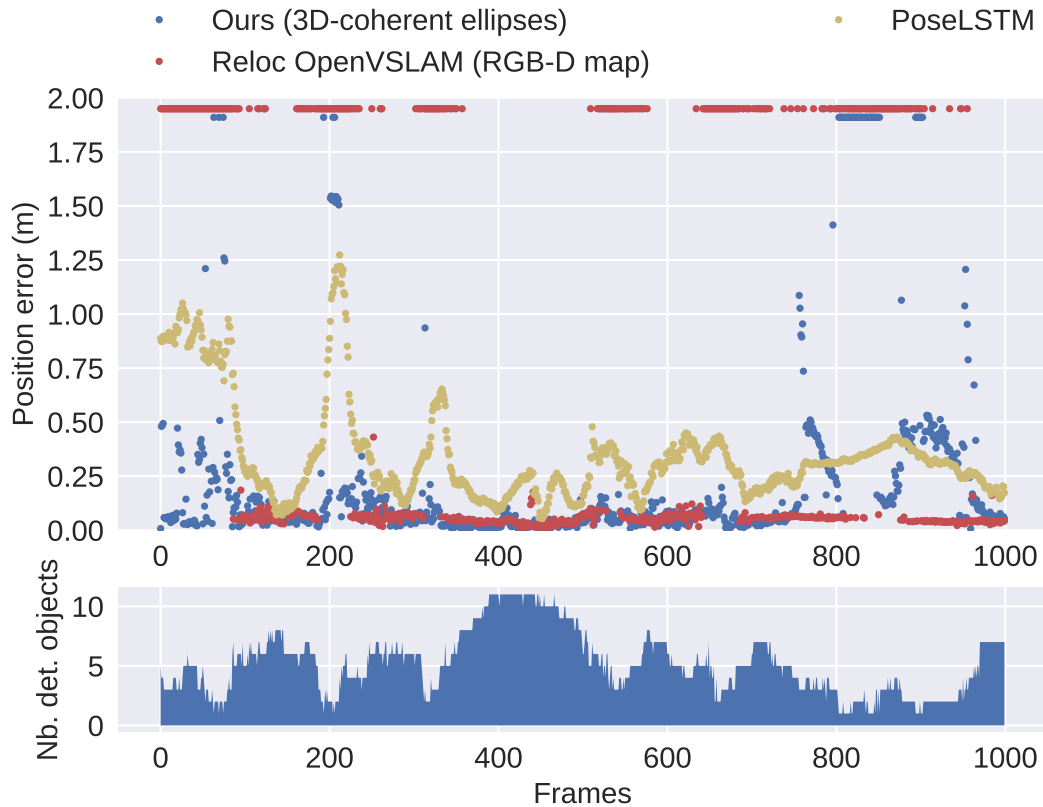 Ours (3D-coherent ellipses) PoseLSTM
Reloc OpenVSLAM (RGB-D map)
2.00
1.75
1.50
1.25
1.00
0.75
0.50
0.25
0.00
Position error (m)
0 200 400 600 800 1000
10
5
0
Nb. det. objects
0 200 400 600 800 1000
Frames